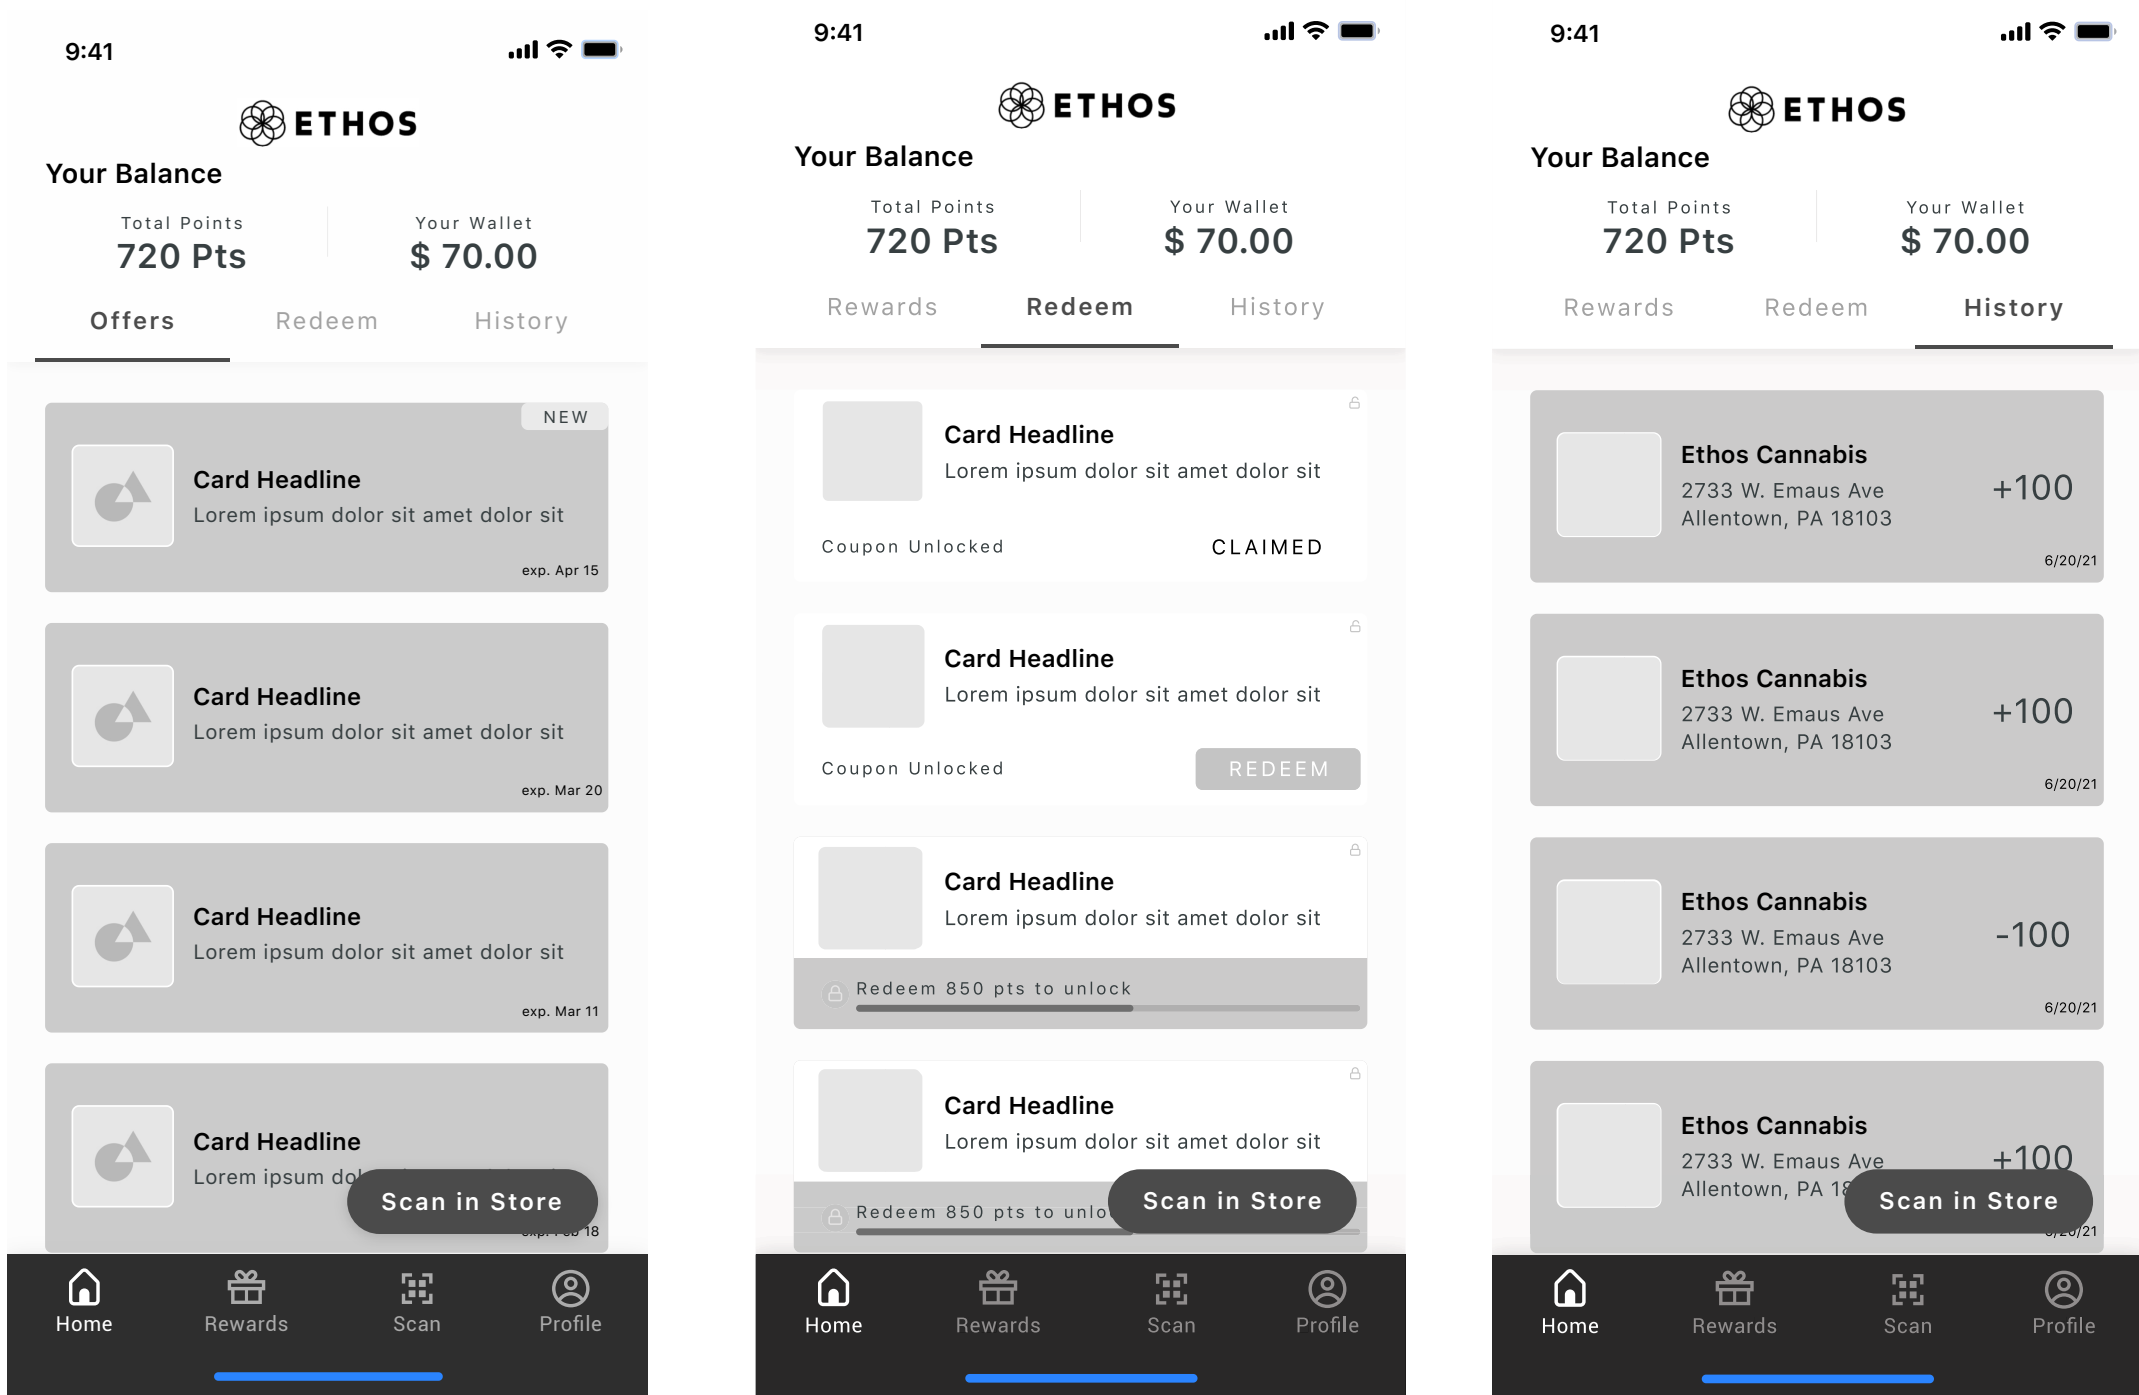 9:41
ETHOS
Your Balance
Total Points
Your Wallet
720 Pts
$ 70.00
Offers
Redeem
History
NEW
Card Headline
Lorem ipsum dolor sit amet dolor sit
exp. Apr 15
Card Headline
Lorem ipsum dolor sit amet dolor sit
exp. Mar 20
Card Headline
Lorem ipsum dolor sit amet dolor sit
exp. Mar 11
Card Headline
Lorem ipsum
Scan in Store
18
Home
Rewards
Scan
Profile
9:41
ETHOS
Your Balance
Total Points
Your Wallet
720 Pts
$ 70.00
Rewards
Redeem
History
Card Headline
Lorem ipsum dolor sit amet dolor sit
Coupon Unlocked
CLAIMED
Card Headline
Lorem ipsum dolor sit amet dolor sit
Coupon Unlocked
REDEEM
Card Headline
Lorem ipsum dolor sit amet dolor sit
Redeem 850 pts to unlock
Card Headline
Lorem ipsum dolor sit amet dolor sit
Redeem 850 pts to
Scan in Store
Home
Rewards
Scan
Profile
9:41
ETHOS
Your Balance
Total Points
Your Wallet
720 Pts
$ 70.00
Rewards
Redeem
History
Ethos Cannabis
2733 W. Emaus Ave
Allentown, PA 18103
+100
6/20/21
Ethos Cannabis
2733 W. Emaus Ave
Allentown, PA 18103
+100
6/20/21
Ethos Cannabis
2733 W. Emaus Ave
Allentown, PA 18103
-100
6/20/21
Ethos Cannabis
2733 W. Emaus Ave
Allentown, PA
+100
Scan in Store
Home
Rewards
Scan
Profile